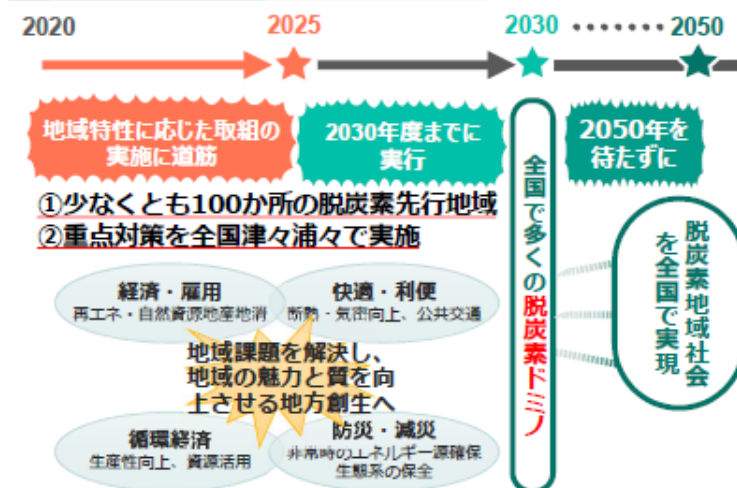 2020
2025
2030
2050
地域特性に応じた取組の
実施に道筋
2030年度までに
実行
2050年を
待たずに
①少なくとも100か所の脱炭素先行地域
②重点対策を全国津々浦々で実施
経済・雇用
再エネ・自然資源地産地消
快適・利便
断熱・気密向上、公共交通
地域課題を解決し、
地域の魅力と質を向
上させる地方創生へ
循環経済
生産性向上、資源活用
防災・減災
非常時のエネルギー源確保
生態系の保全
全国で多くの脱炭素ドミノ
脱炭素地域社会
を全国で実現